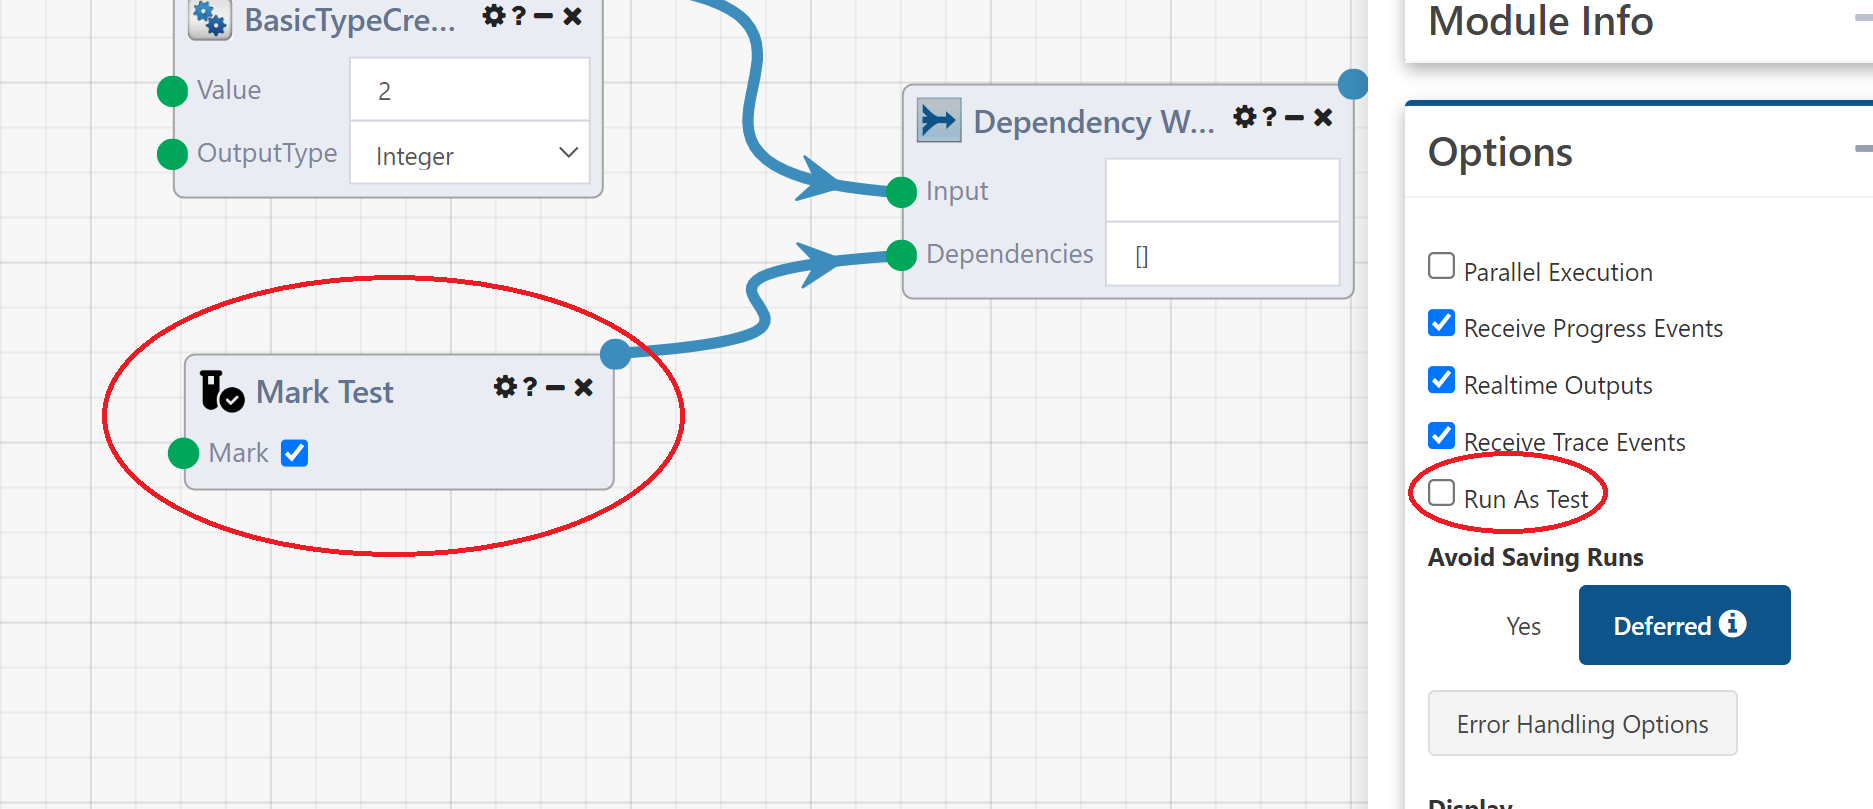 BasicTypeCre... ? 
Value 2
OutputType Integer
Dependency W... ?
Input
Dependencies []
Mark Test ?
Mark
Module Info
Options
Parallel Execution
Receive Progress Events
Realtime Outputs
Receive Trace Events
Run As Test
Avoid Saving Runs
Yes Deferred
Error Handling Options
Display